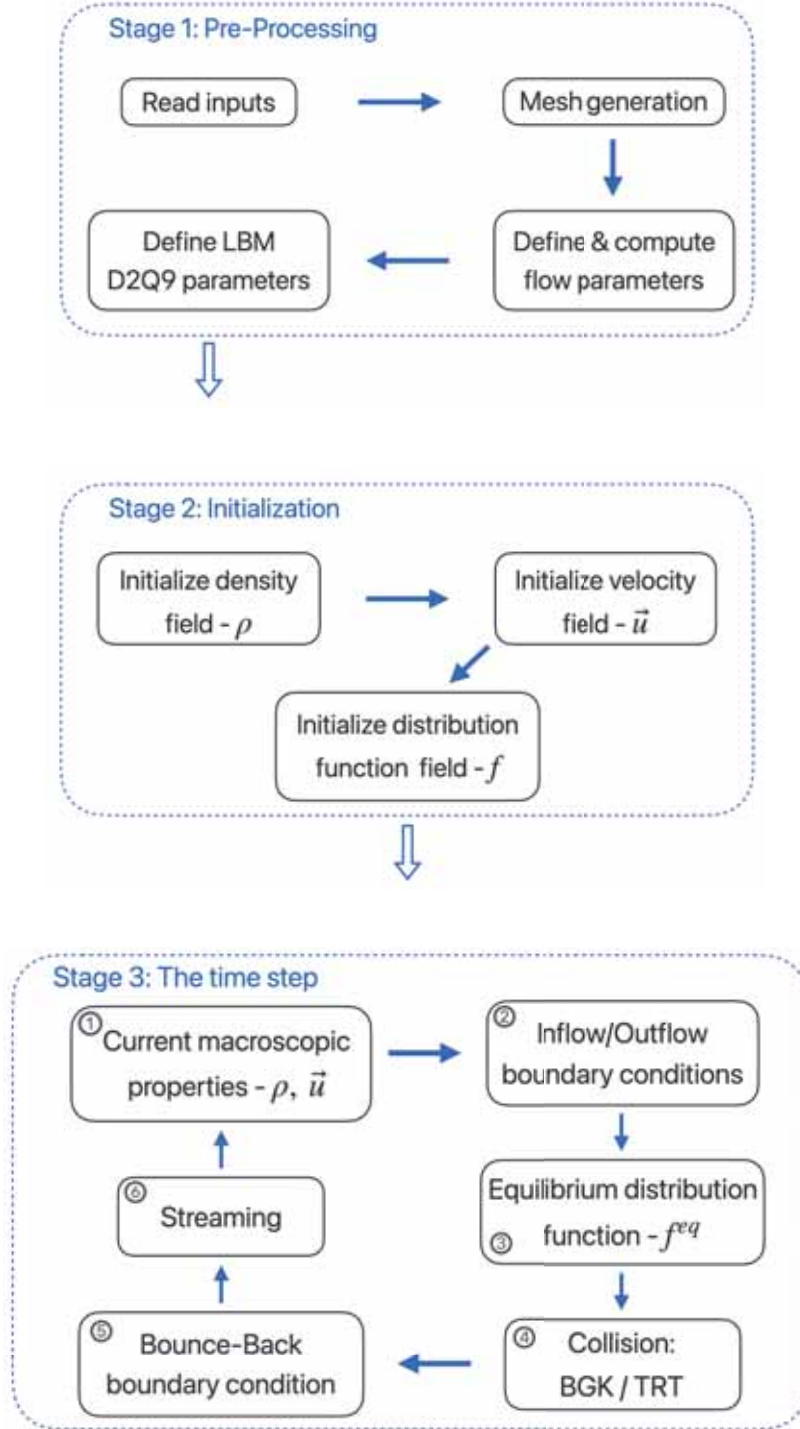 Stage 1: Pre-Processing
Read inputs
Mesh generation
Define & compute
flow parameters
Define LBM
D2Q9 parameters
Stage 2: Initialization
Initialize density
field - ρ
Initialize velocity
field - u⃗
Initialize distribution
function field - f
Stage 3: The time step
① Current macroscopic
properties - ρ, u⃗
② Inflow/Outflow
boundary conditions
Equilibrium distribution
③ function - f^eq
④ Collision:
BGK / TRT
⑤ Bounce-Back
boundary condition
⑥ Streaming